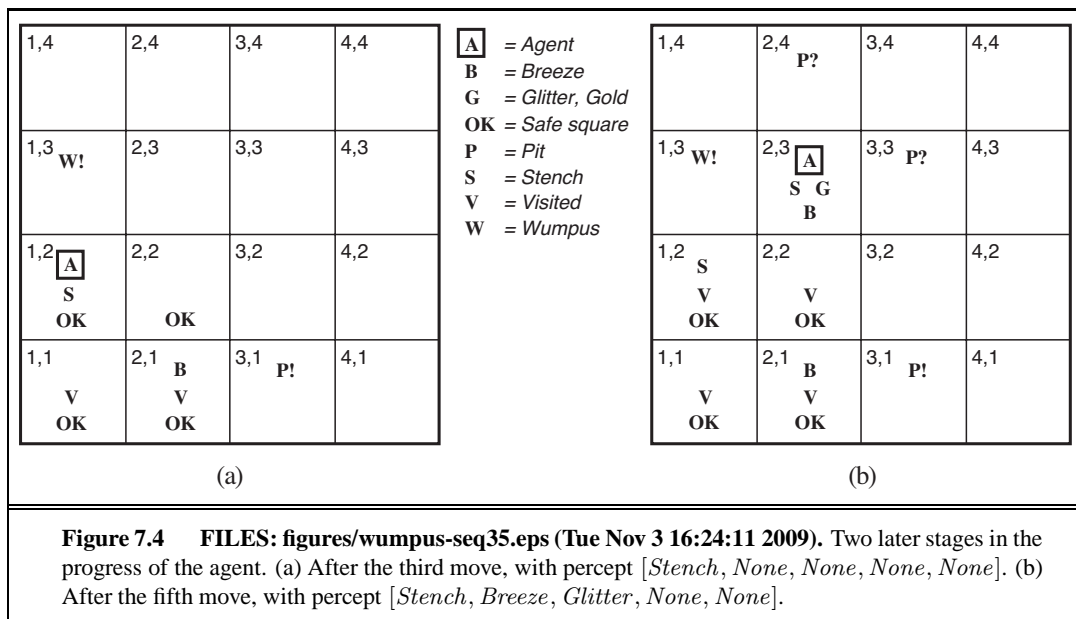 1,4 2,4 3,4 4,4
1,3 W! 2,3 3,3 4,3
1,2 A 2,2 3,2 4,2
S
OK OK
1,1 2,1 B 3,1 P! 4,1
V V
OK OK
(a)
A = Agent
B = Breeze
G = Glitter, Gold
OK = Safe square
P = Pit
S = Stench
V = Visited
W = Wumpus
1,4 2,4 P? 3,4 4,4
1,3 W! 2,3 A 3,3 P? 4,3
S G
B
1,2 S 2,2 3,2 4,2
V V
OK OK
1,1 2,1 B 3,1 P! 4,1
V V
OK OK
(b)
Figure 7.4 FILES: figures/wumpus-seq35.eps (Tue Nov 3 16:24:11 2009). Two later stages in the
progress of the agent. (a) After the third move, with percept [Stench, None, None, None, None]. (b)
After the fifth move, with percept [Stench, Breeze, Glitter, None, None].